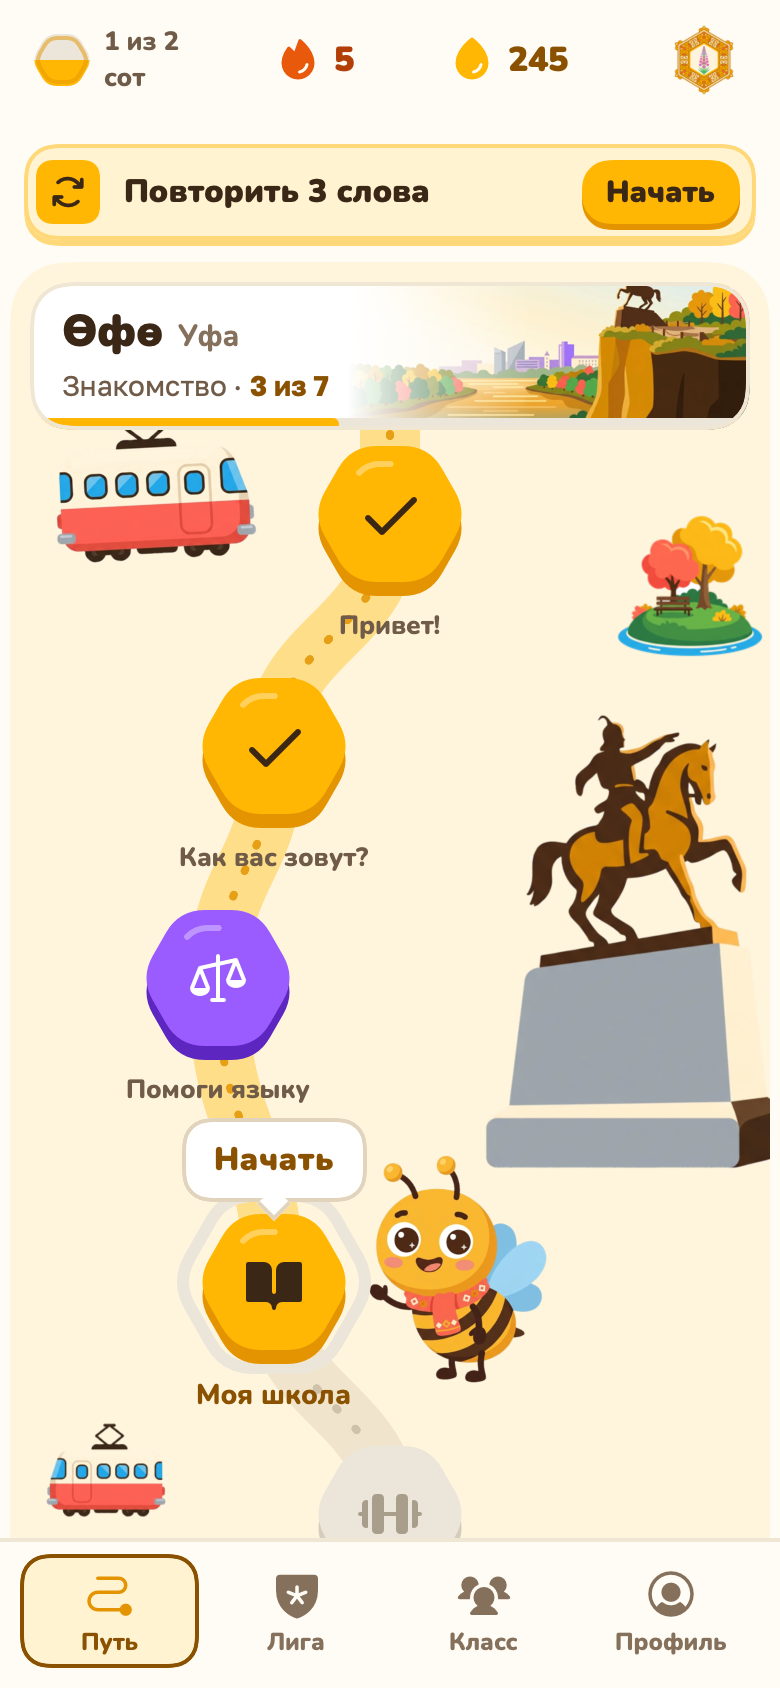 1 из 2
сот
5
245
Повторить 3 слова
Начать
Өфө Уфа
Знакомство · 3 из 7
Привет!
Как вас зовут?
Помоги языку
Начать
Моя школа
Путь
Лига
Класс
Профиль